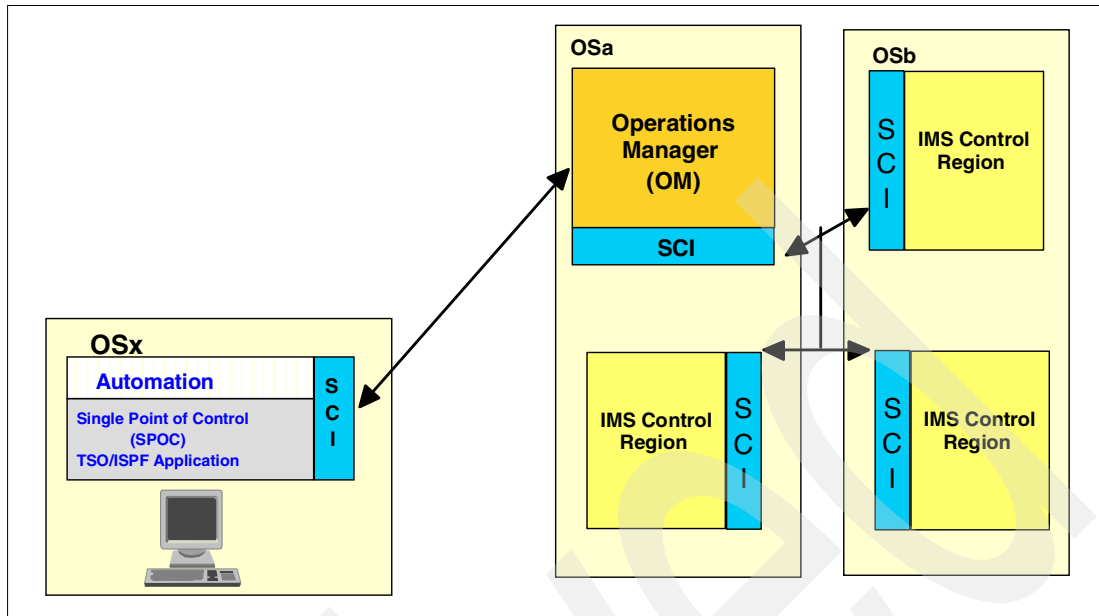 OSa
Operations
Manager
(OM)
SCI
IMS Control
Region
S
C
I
OSb
S
C
I
IMS Control
Region
S
C
I
IMS Control
Region
OSx
Automation
Single Point of Control
(SPOC)
TSO/ISPF Application
S
C
I